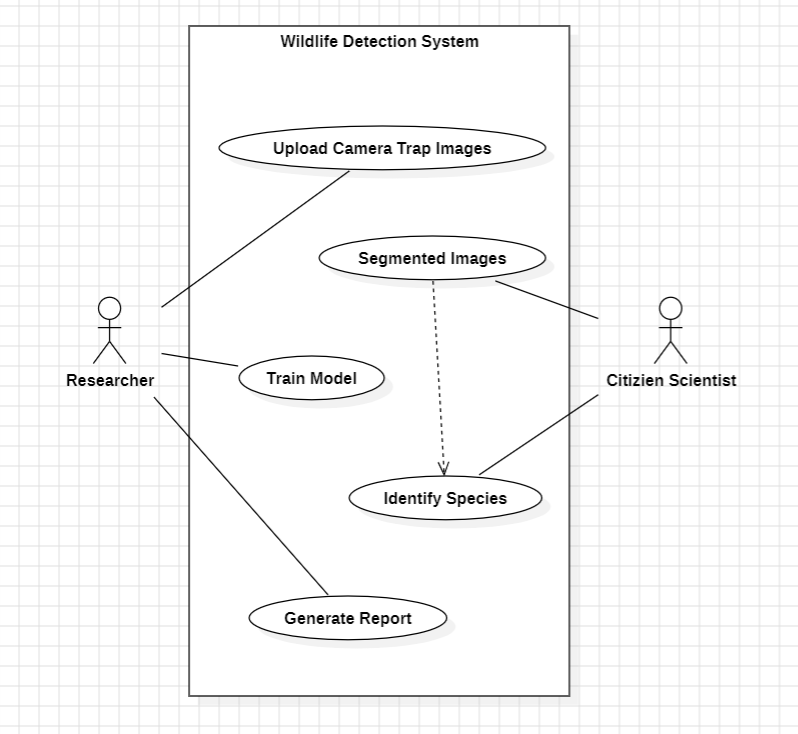 Wildlife Detection System
Upload Camera Trap Images
Segmented Images
Researcher
Train Model
Citizien Scientist
Identify Species
Generate Report